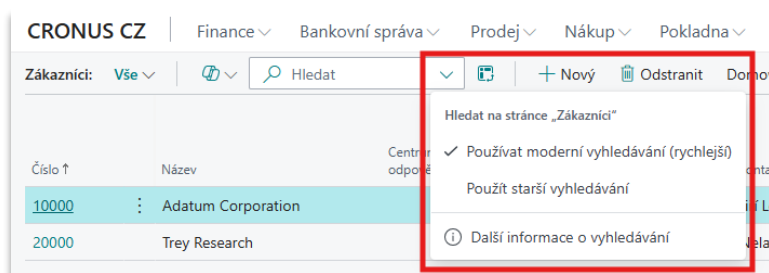 CRONUS CZ Finance Bankovní správa Prodej Nákup Pokladna
Zákazníci: Vše Hledat Nový Odstranit
Hledat na stránce „Zákazníci“
Používat moderní vyhledávání (rychlejší)
Použít starší vyhledávání
Další informace o vyhledávání
Číslo ↑ Název
10000 Adatum Corporation
20000 Trey Research